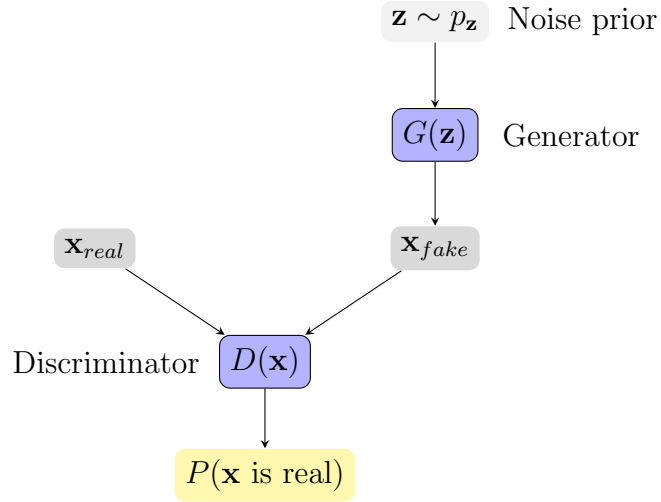 z ∼ p_z Noise prior
G(z) Generator
x_real x_fake
Discriminator D(x)
P(x is real)